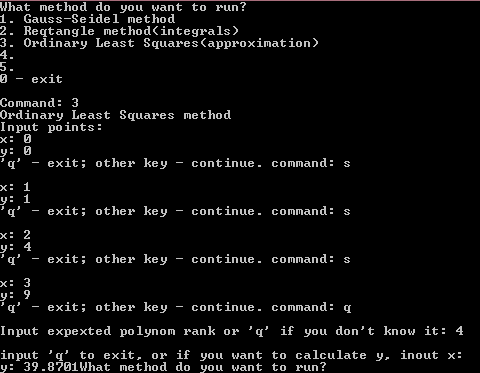 What method do you want to run?
1. Gauss-Seidel method
2. Reqtangle method(integrals)
3. Ordinary Least Squares(approximation)
4.
5.
0 - exit
Command: 3
Ordinary Least Squares method
Input points:
x: 0
y: 0
'q' - exit; other key - continue. command: s
x: 1
y: 1
'q' - exit; other key - continue. command: s
x: 2
y: 4
'q' - exit; other key - continue. command: s
x: 3
y: 9
'q' - exit; other key - continue. command: q
Input expexted polynom rank or 'q' if you don't know it: 4
input 'q' to exit, or if you want to calculate y, inout x:
y: 39.8701What method do you want to run?